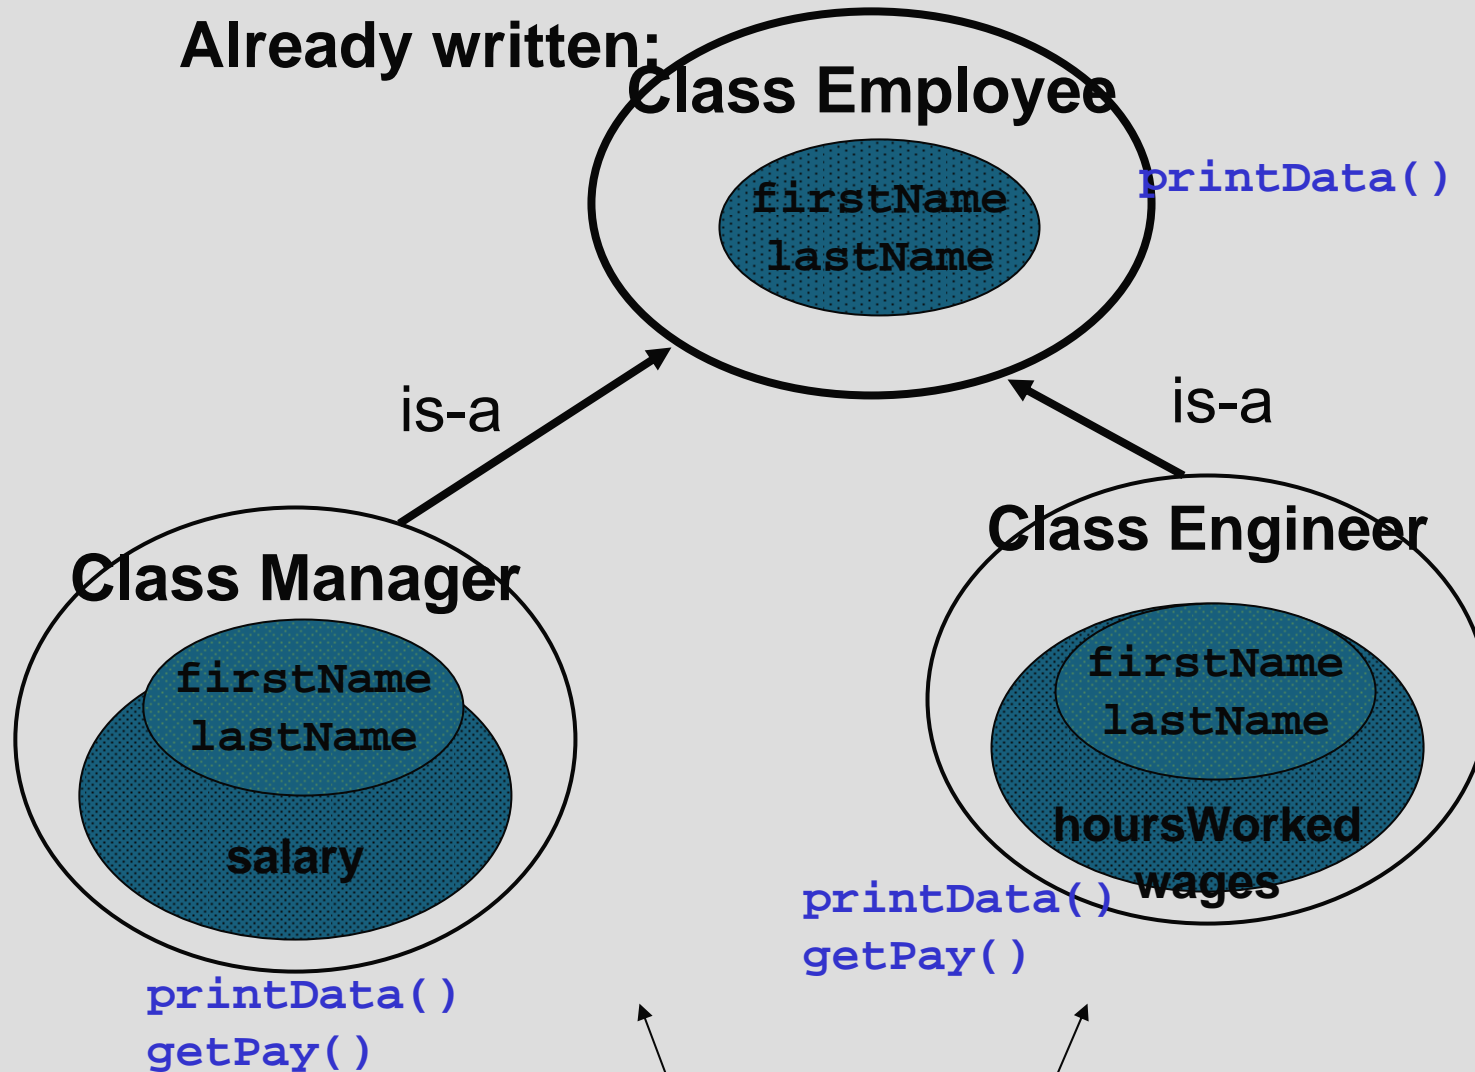 Already written:
Class Employee
firstName
lastName
printData()
is-a
is-a
Class Manager
firstName
lastName
salary
printData()
getPay()
Class Engineer
firstName
lastName
hoursWorked
wages
printData()
getPay()